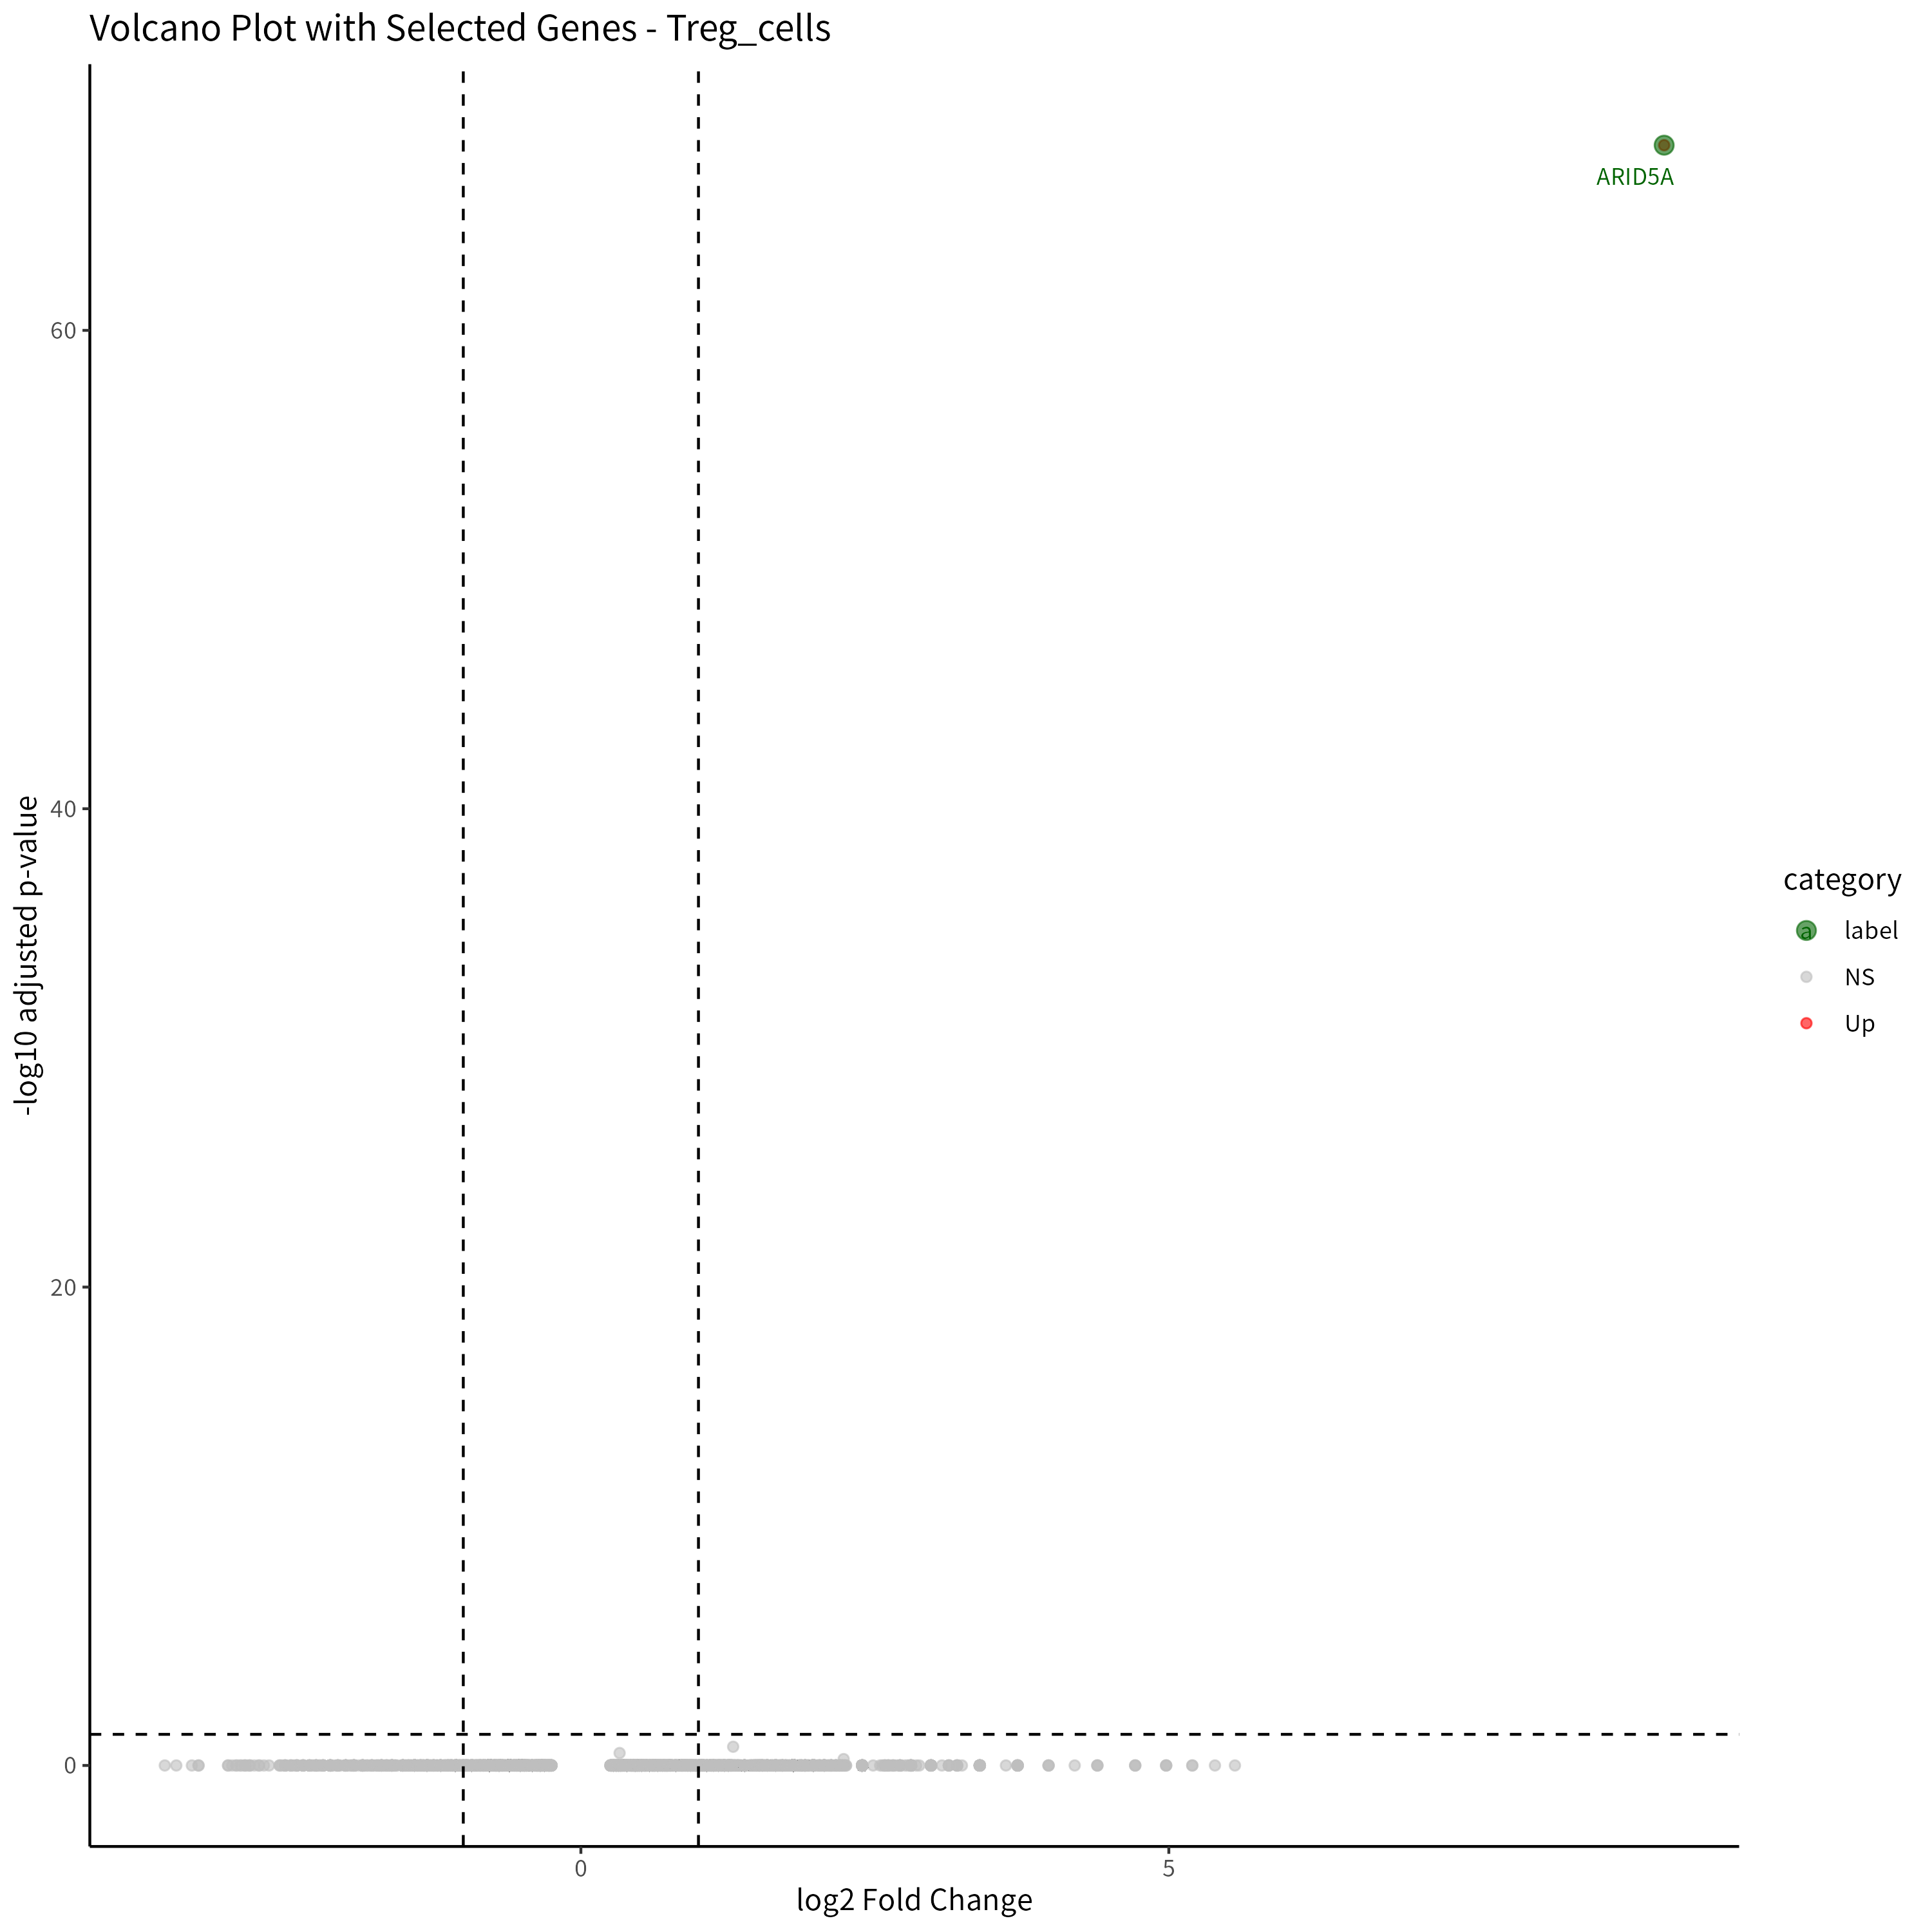 Volcano Plot with Selected Genes - Treg_cells
ARID5A
60
40
20
0
-log10 adjusted p-value
category
a label
NS
Up
0 5
log2 Fold Change